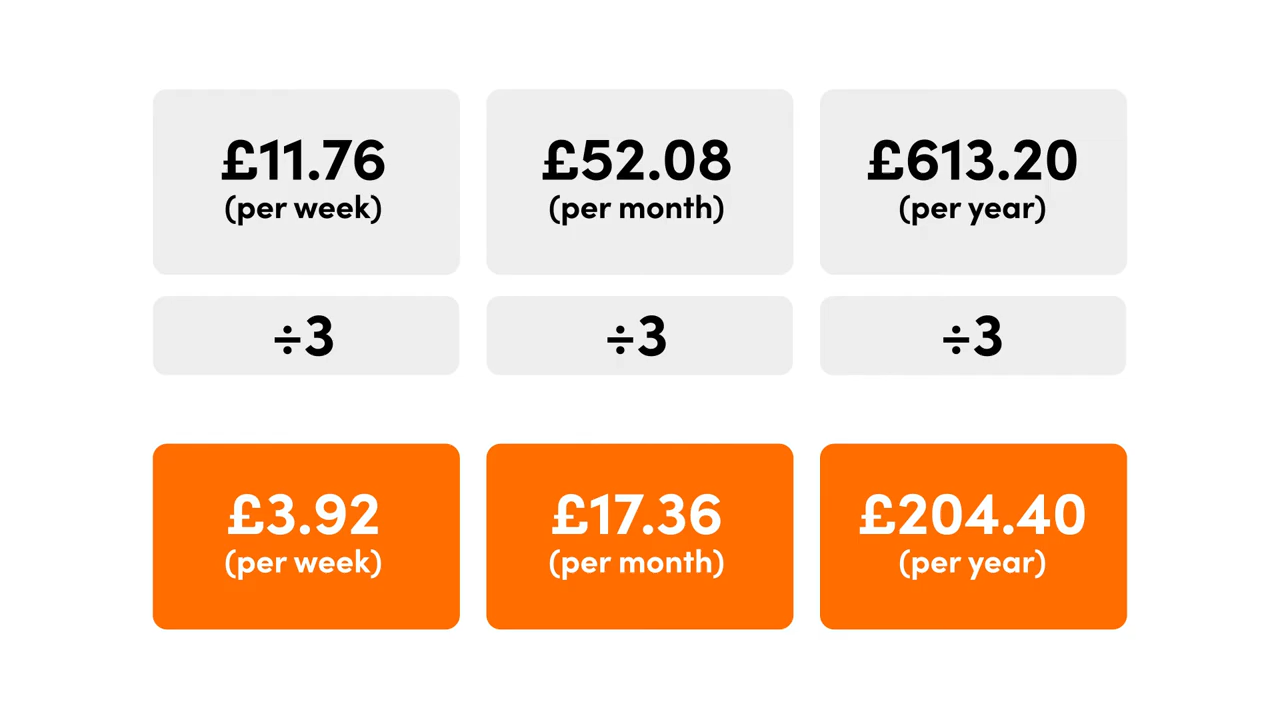 £11.76
(per week)
£52.08
(per month)
£613.20
(per year)
÷3
÷3
÷3
£3.92
(per week)
£17.36
(per month)
£204.40
(per year)